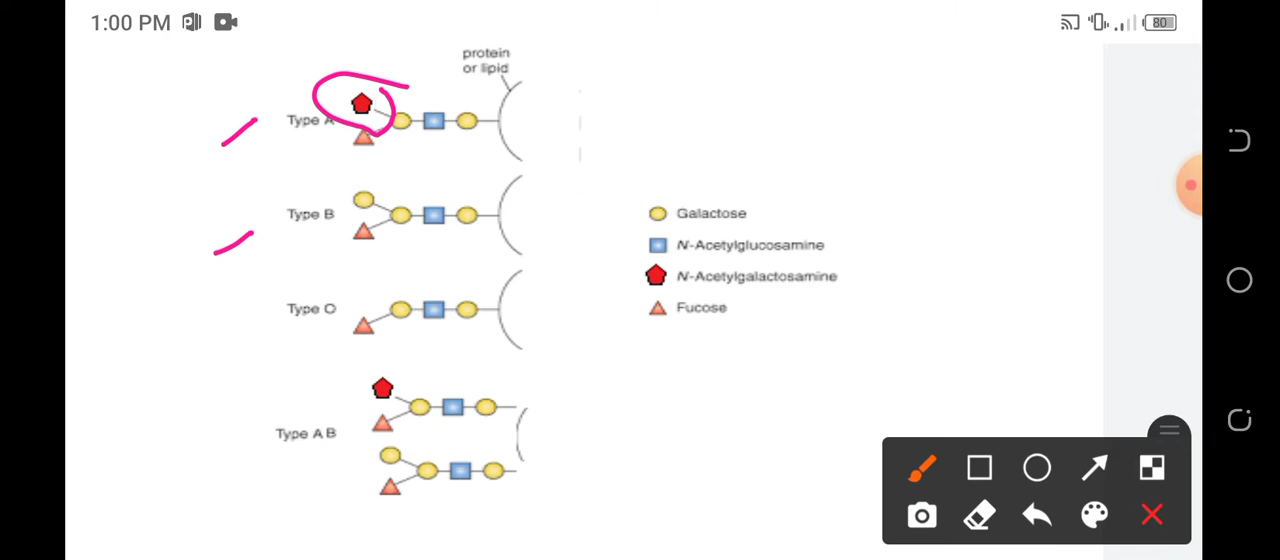 1:00 PM
80
protein
or lipid
Type A
Type B
Galactose
N-Acetylglucosamine
N-Acetylgalactosamine
Type O
Fucose
Type A B